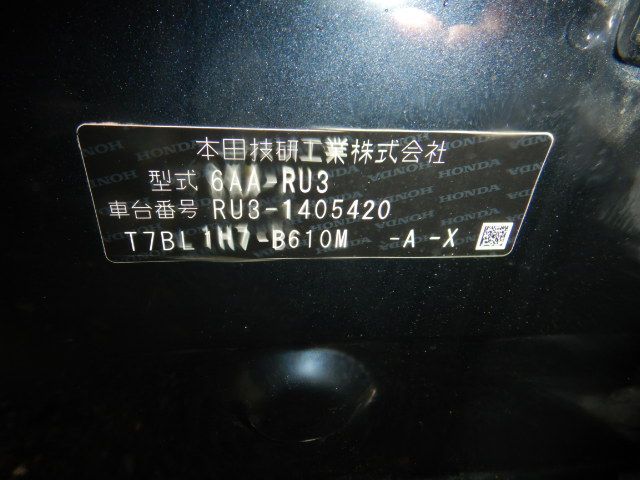 本田技研工業株式会社
型式 6AA-RU3
車台番号 RU3-1405420
T7BL1H7-B610M -A -X